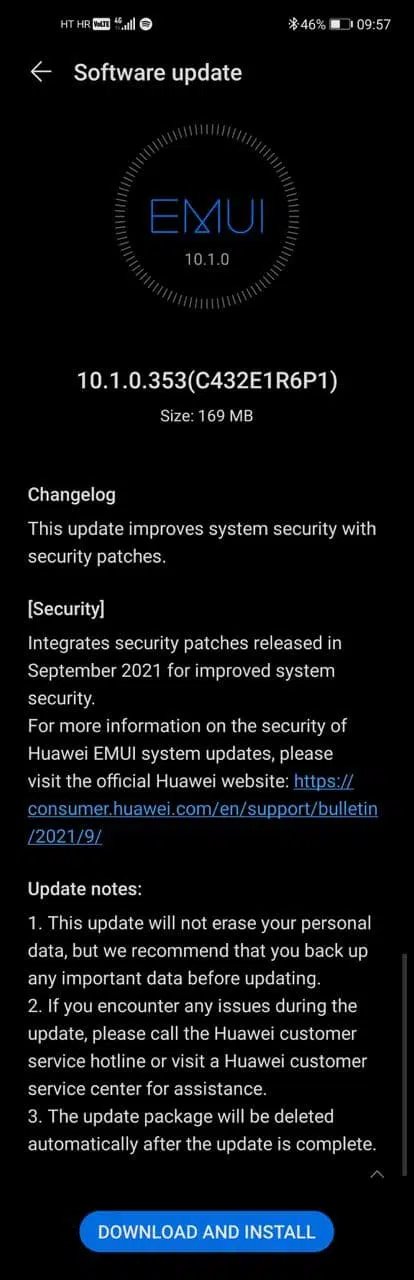 HT HR VoLTE 4G 46% 09:57
Software update
EMUI
10.1.0
10.1.0.353(C432E1R6P1)
Size: 169 MB
Changelog
This update improves system security with
security patches.
[Security]
Integrates security patches released in
September 2021 for improved system
security.
For more information on the security of
Huawei EMUI system updates, please
visit the official Huawei website: https://
consumer.huawei.com/en/support/bulletin
/2021/9/
Update notes:
1. This update will not erase your personal
data, but we recommend that you back up
any important data before updating.
2. If you encounter any issues during the
update, please call the Huawei customer
service hotline or visit a Huawei customer
service center for assistance.
3. The update package will be deleted
automatically after the update is complete.
DOWNLOAD AND INSTALL